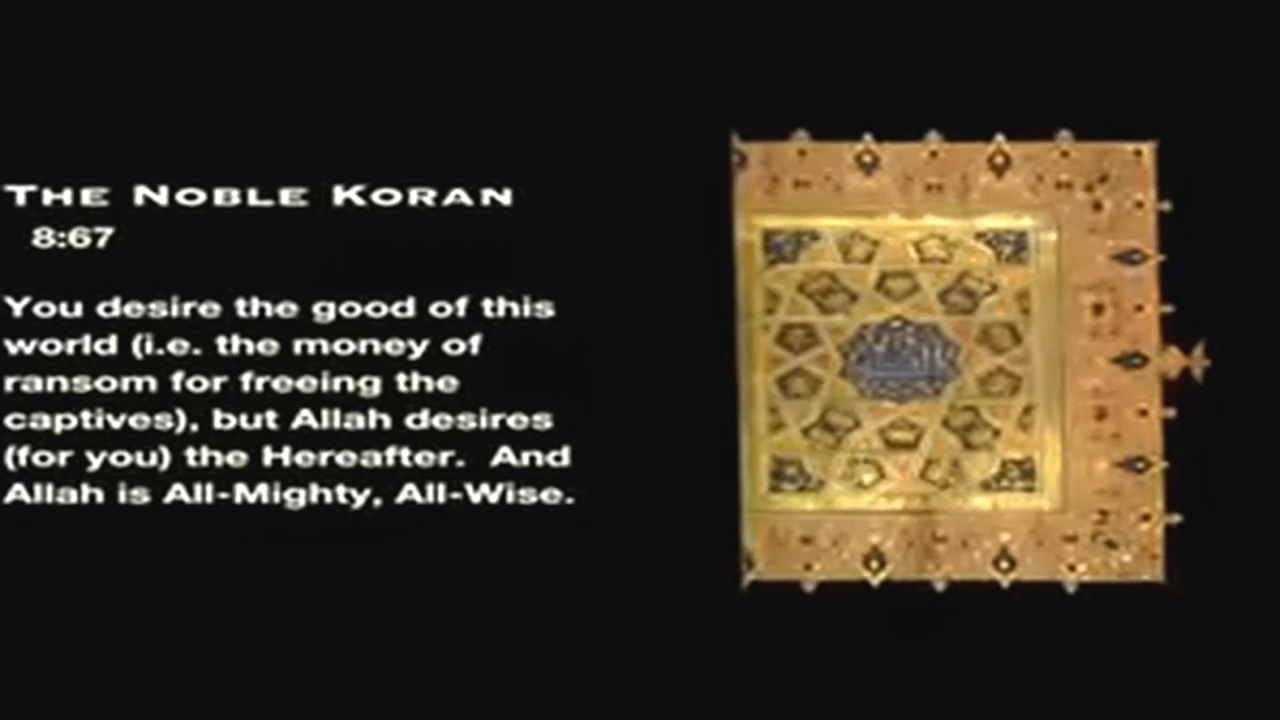 THE NOBLE KORAN
8:67
You desire the good of this
world (i.e. the money of
ransom for freeing the
captives), but Allah desires
(for you) the Hereafter. And
Allah is All-Mighty, All-Wise.